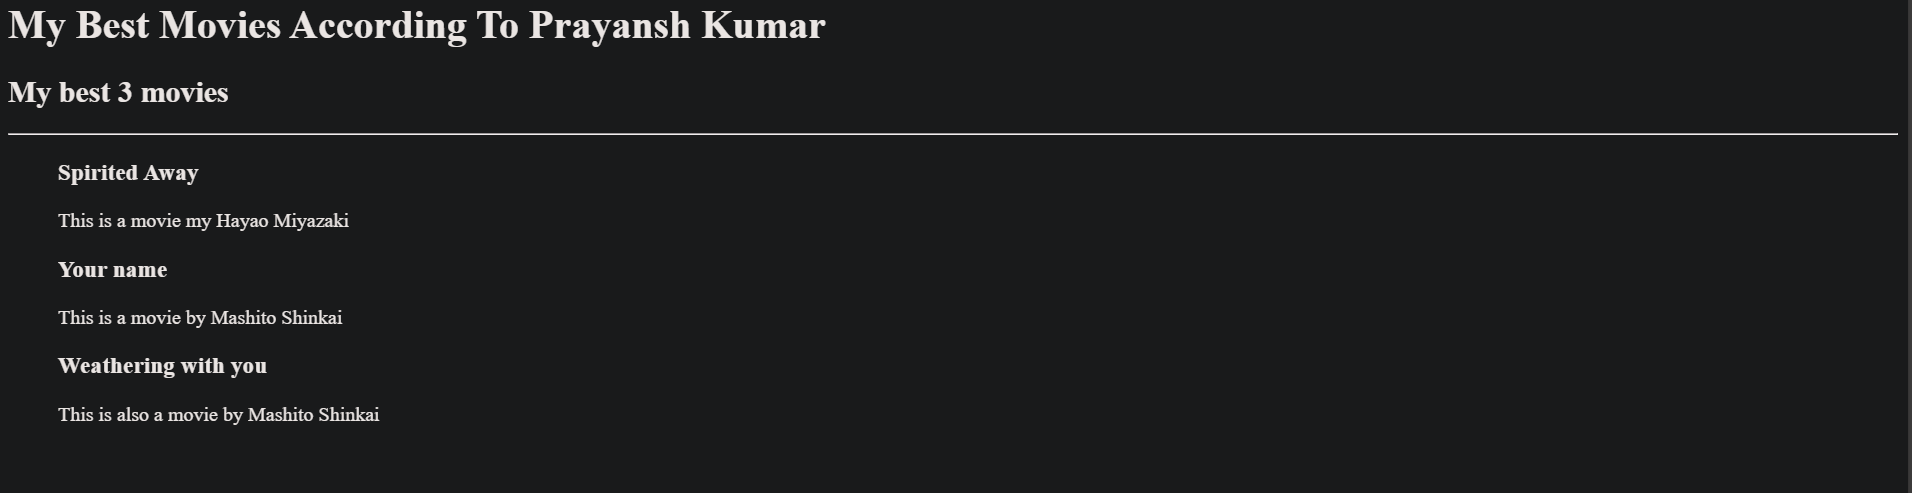 My Best Movies According To Prayansh Kumar
My best 3 movies
Spirited Away
This is a movie my Hayao Miyazaki
Your name
This is a movie by Mashito Shinkai
Weathering with you
This is also a movie by Mashito Shinkai